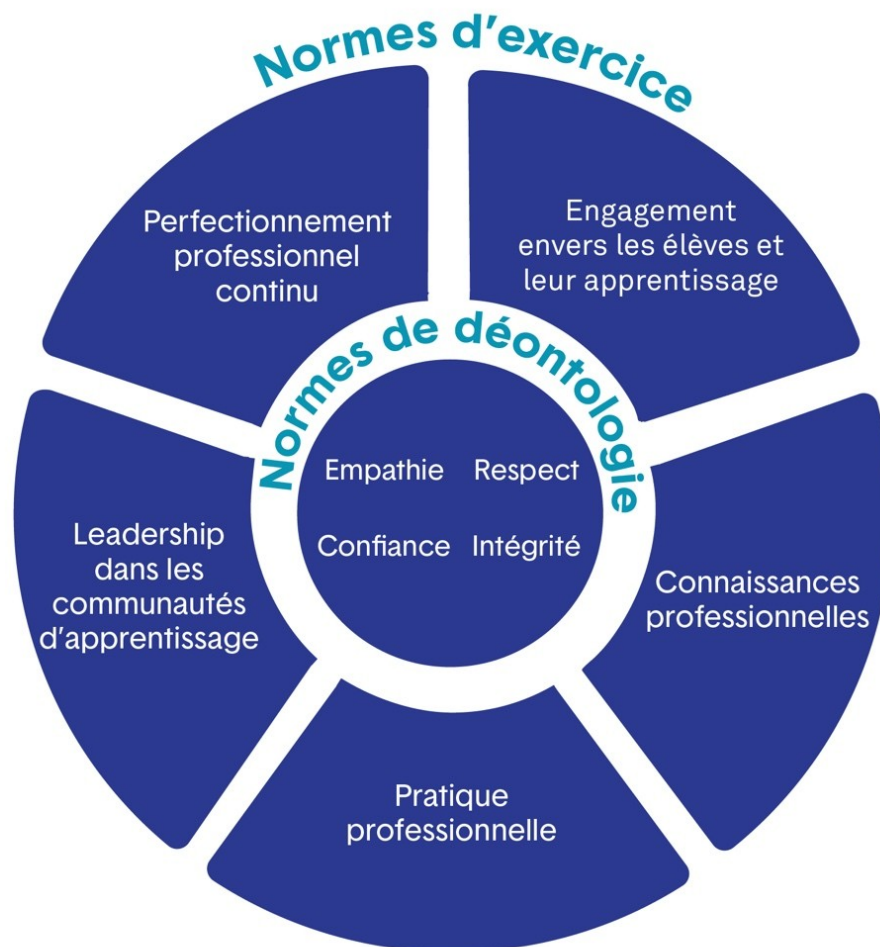 Normes d'exercice
Perfectionnement
professionnel
continu
Engagement
envers les élèves et
leur apprentissage
Normes de déontologie
Empathie Respect
Confiance Intégrité
Leadership
dans les
communautés
d'apprentissage
Connaissances
professionnelles
Pratique
professionnelle